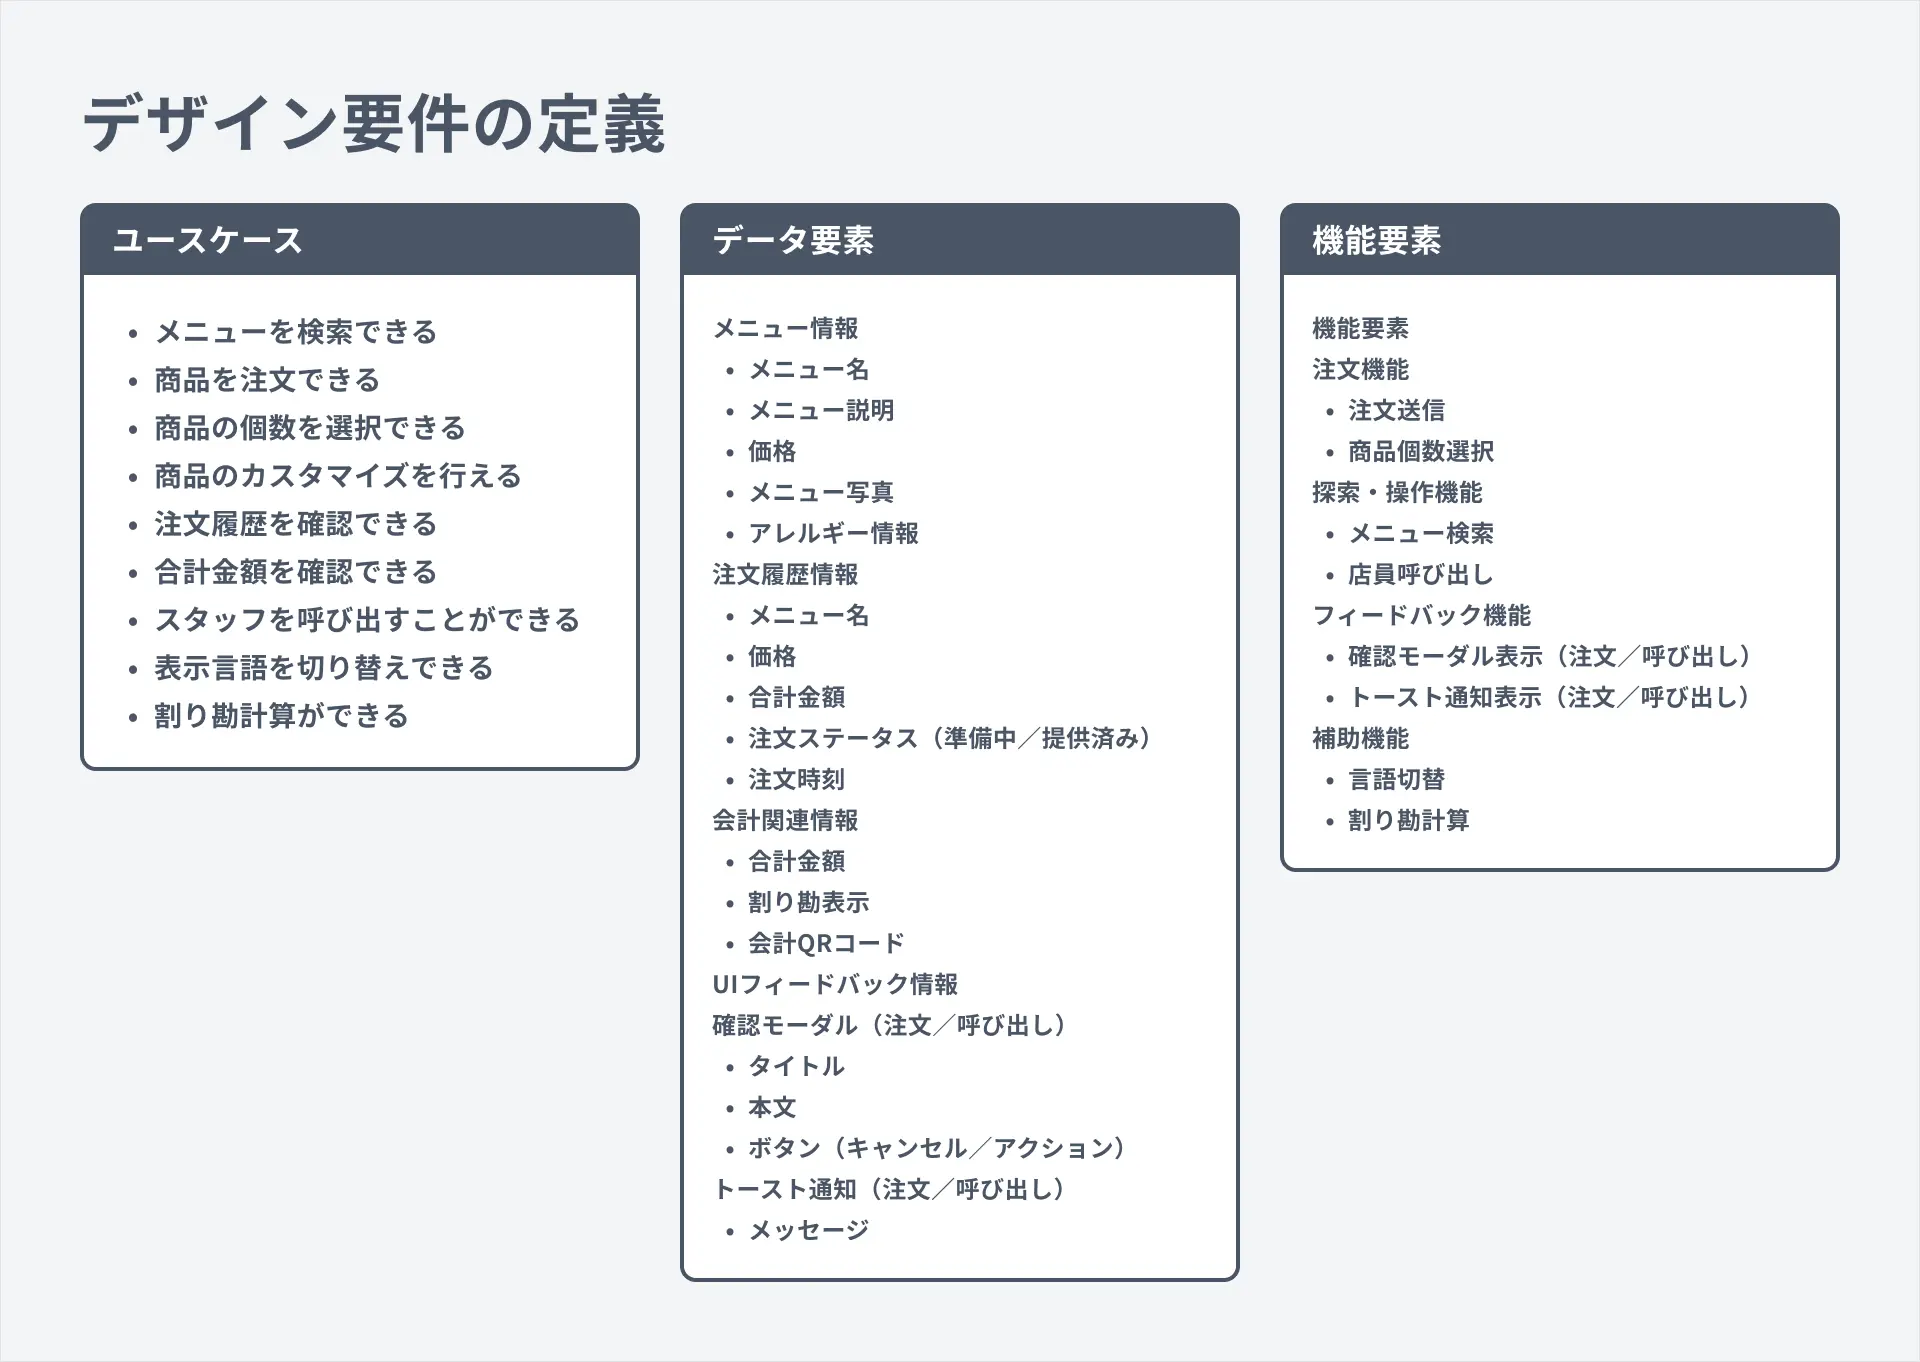 デザイン要件の定義
ユースケース
• メニューを検索できる
• 商品を注文できる
• 商品の個数を選択できる
• 商品のカスタマイズを行える
• 注文履歴を確認できる
• 合計金額を確認できる
• スタッフを呼び出すことができる
• 表示言語を切り替えできる
• 割り勘計算ができる
データ要素
メニュー情報
• メニュー名
• メニュー説明
• 価格
• メニュー写真
• アレルギー情報
注文履歴情報
• メニュー名
• 価格
• 合計金額
• 注文ステータス（準備中／提供済み）
• 注文時刻
会計関連情報
• 合計金額
• 割り勘表示
• 会計QRコード
UIフィードバック情報
確認モーダル（注文／呼び出し）
• タイトル
• 本文
• ボタン（キャンセル／アクション）
トースト通知（注文／呼び出し）
• メッセージ
機能要素
機能要素
注文機能
• 注文送信
• 商品個数選択
探索・操作機能
• メニュー検索
• 店員呼び出し
フィードバック機能
• 確認モーダル表示（注文／呼び出し）
• トースト通知表示（注文／呼び出し）
補助機能
• 言語切替
• 割り勘計算